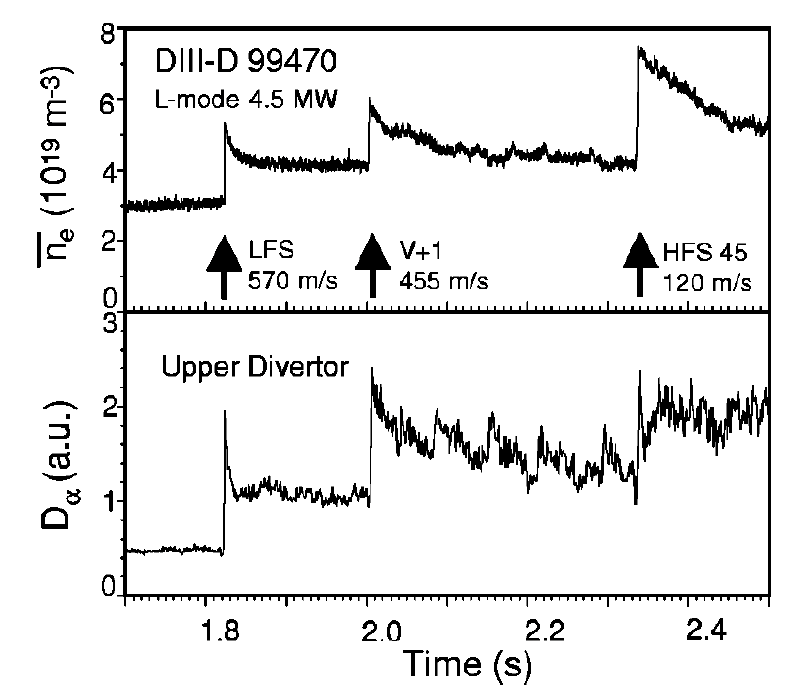 8
6
4
2
0
n̅e (10¹⁹ m⁻³)
DIII-D 99470
L-mode 4.5 MW
LFS
570 m/s
V+1
455 m/s
HFS 45
120 m/s
3
2
1
0
Dα (a.u.)
Upper Divertor
1.8 2.0 2.2 2.4
Time (s)